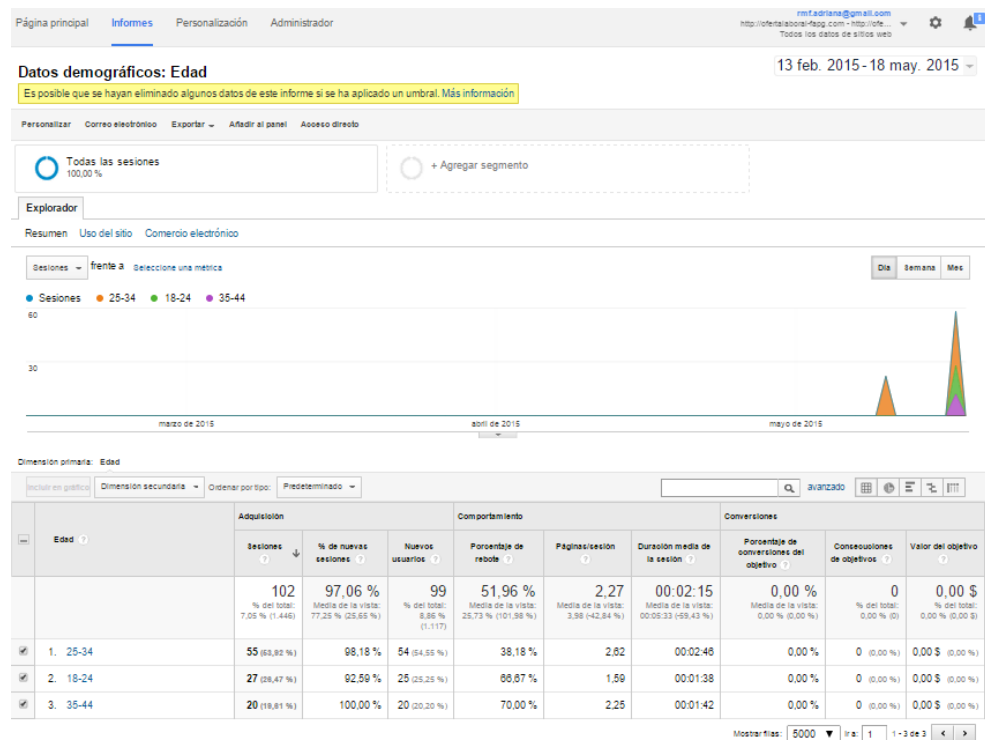 Página principal Informes Personalización Administrador
rmf.adriana@gmail.com
http://ofertalaboral-fapg.com - http://ofe...
Todos los datos de sitios web
1
Datos demográficos: Edad
13 feb. 2015 - 18 may. 2015
Es posible que se hayan eliminado algunos datos de este informe si se ha aplicado un umbral. Más información
Personalizar Correo electrónico Exportar Añadir al panel Acceso directo
Todas las sesiones
100,00 %
+ Agregar segmento
Explorador
Resumen Uso del sitio Comercio electrónico
Sesiones frente a Seleccione una métrica
Día Semana Mes
Sesiones 25-34 18-24 35-44
60
30
marzo de 2015 abril de 2015 mayo de 2015
Dimensión primaria: Edad
Incluir en gráfico Dimensión secundaria Ordenar por tipo: Predeterminado avanzado
Adquisición Comportamiento Conversiones
Edad ? Sesiones ? % de nuevas sesiones ? Nuevos usuarios ? Porcentaje de rebote ? Páginas/sesión ? Duración media de la sesión ? Porcentaje de conversiones del objetivo ? Consecuciones de objetivos ? Valor del objetivo ?
102 97,06 % 99 51,96 % 2,27 00:02:15 0,00 % 0 0,00 $
% del total: Media de la vista: % del total: Media de la vista: Media de la vista: Media de la vista: Media de la vista: % del total: % del total:
7,05 % (1.446) 77,25 % (25,65 %) 8,86 % 25,73 % (101,98 %) 3,98 (-42,84 %) 00:05:33 (-59,43 %) 0,00 % (0,00 %) 0,00 % (0) 0,00 % (0,00 $)
(1.117)
1. 25-34 55 (53,92 %) 98,18 % 54 (54,55 %) 38,18 % 2,62 00:02:46 0,00 % 0 (0,00 %) 0,00 $ (0,00 %)
2. 18-24 27 (26,47 %) 92,59 % 25 (25,25 %) 66,67 % 1,59 00:01:38 0,00 % 0 (0,00 %) 0,00 $ (0,00 %)
3. 35-44 20 (19,61 %) 100,00 % 20 (20,20 %) 70,00 % 2,25 00:01:42 0,00 % 0 (0,00 %) 0,00 $ (0,00 %)
Mostrar filas: 5000 Ir a: 1 1 - 3 de 3